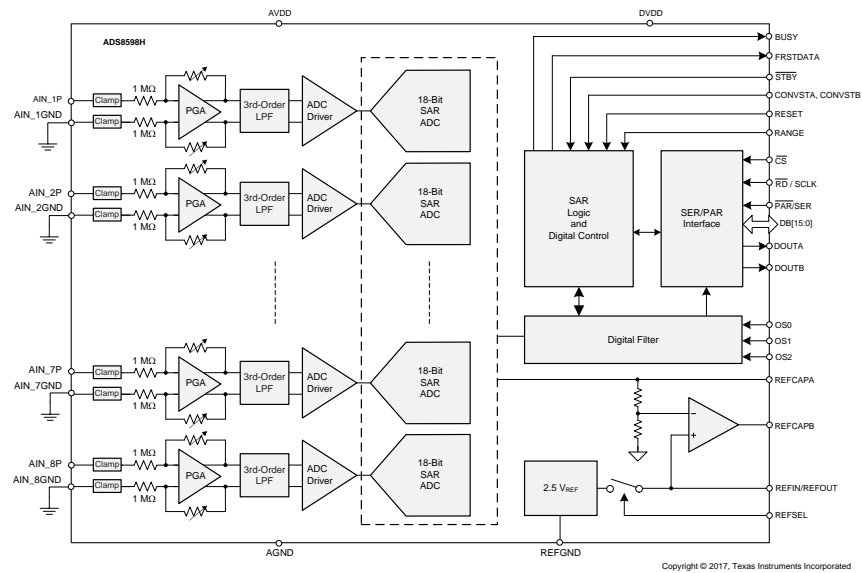 AVDD
DVDD
ADS8598H
BUSY
FRSTDATA
STBY
CONVSTA, CONVSTB
RESET
RANGE
CS
RD / SCLK
PAR/SER
DB[15:0]
DOUTA
DOUTB
OS0
OS1
OS2
REFCAPA
REFCAPB
REFIN/REFOUT
REFSEL
AIN_1P
AIN_1GND
Clamp
Clamp
1 MΩ
1 MΩ
PGA
3rd-Order
LPF
ADC
Driver
18-Bit
SAR
ADC
AIN_2P
AIN_2GND
Clamp
Clamp
1 MΩ
1 MΩ
PGA
3rd-Order
LPF
ADC
Driver
18-Bit
SAR
ADC
AIN_7P
AIN_7GND
Clamp
Clamp
1 MΩ
1 MΩ
PGA
3rd-Order
LPF
ADC
Driver
18-Bit
SAR
ADC
AIN_8P
AIN_8GND
Clamp
Clamp
1 MΩ
1 MΩ
PGA
3rd-Order
LPF
ADC
Driver
18-Bit
SAR
ADC
SAR
Logic
and
Digital Control
SER/PAR
Interface
Digital Filter
2.5 VREF
AGND
REFGND
Copyright © 2017, Texas Instruments Incorporated